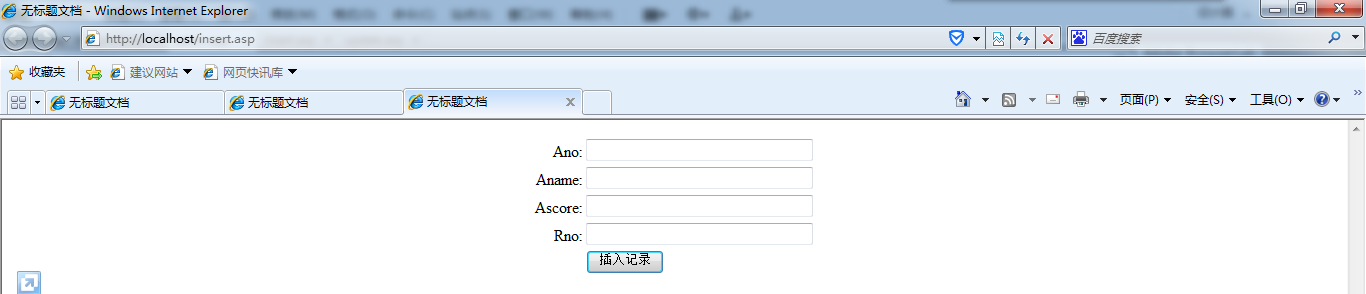 无标题文档 - Windows Internet Explorer
http://localhost/insert.asp
百度搜索
收藏夹 建议网站 网页快讯库
无标题文档 无标题文档 无标题文档
页面(P) 安全(S) 工具(O) »
Ano:
Aname:
Ascore:
Rno:
插入记录